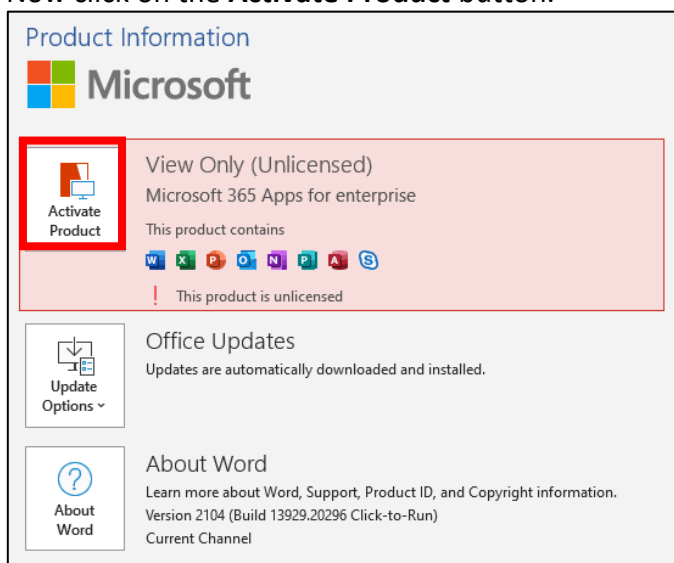 Now click on the Activate Product button.
Product Information
Microsoft
Activate
Product
View Only (Unlicensed)
Microsoft 365 Apps for enterprise
This product contains
This product is unlicensed
Update
Options
Office Updates
Updates are automatically downloaded and installed.
About
Word
About Word
Learn more about Word, Support, Product ID, and Copyright information.
Version 2104 (Build 13929.20296 Click-to-Run)
Current Channel